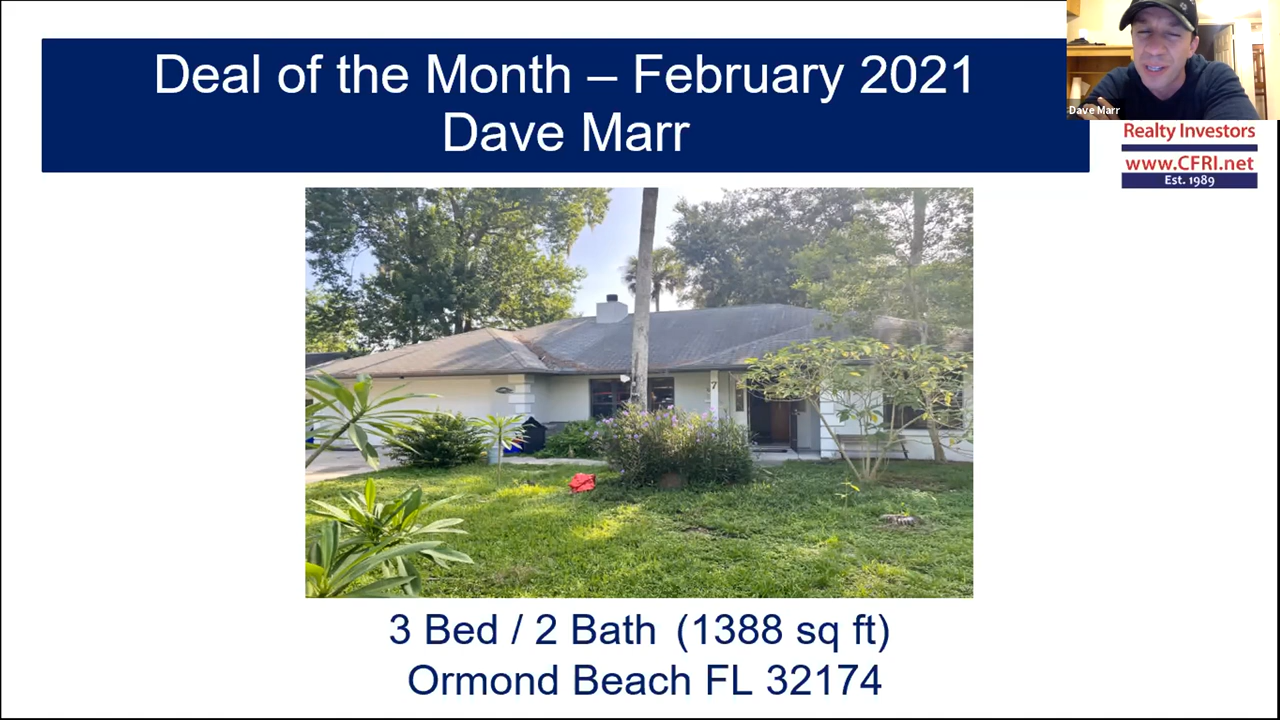 Deal of the Month – February 2021
Dave Marr
Dave Marr
Realty Investors
www.CFRI.net
Est. 1989
7
3 Bed / 2 Bath (1388 sq ft)
Ormond Beach FL 32174